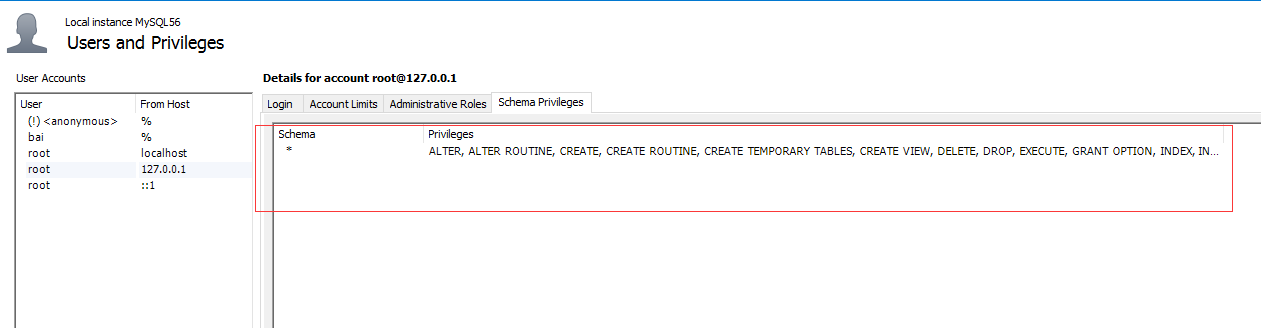 Local instance MySQL56
Users and Privileges
User Accounts
User From Host
(!) <anonymous> %
bai %
root localhost
root 127.0.0.1
root ::1
Details for account root@127.0.0.1
Login Account Limits Administrative Roles Schema Privileges
Schema Privileges
* ALTER, ALTER ROUTINE, CREATE, CREATE ROUTINE, CREATE TEMPORARY TABLES, CREATE VIEW, DELETE, DROP, EXECUTE, GRANT OPTION, INDEX, IN...